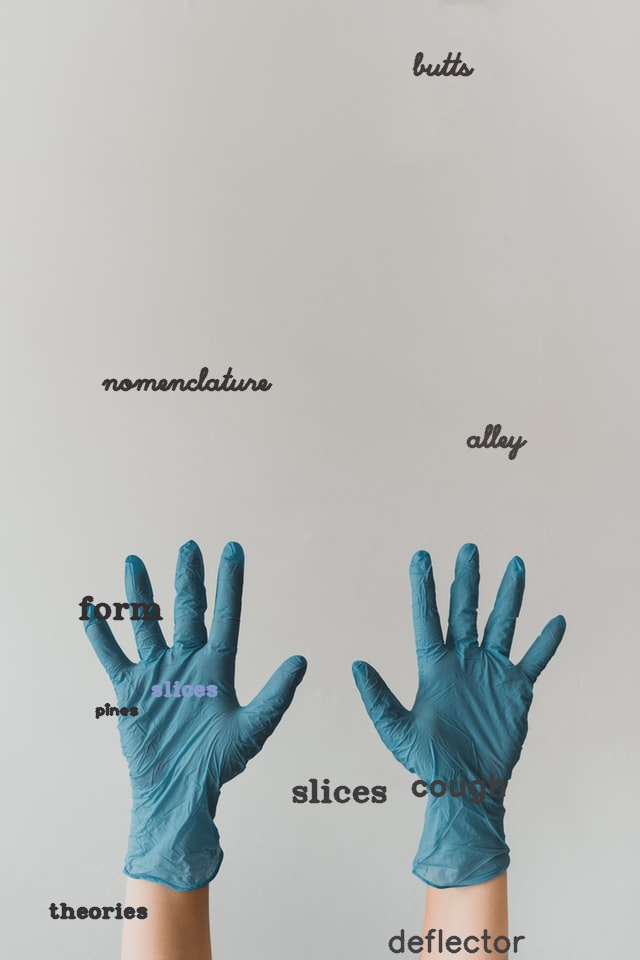 butts
nomenclature
alley
form
slices
pines
slices
cough
theories
deflector